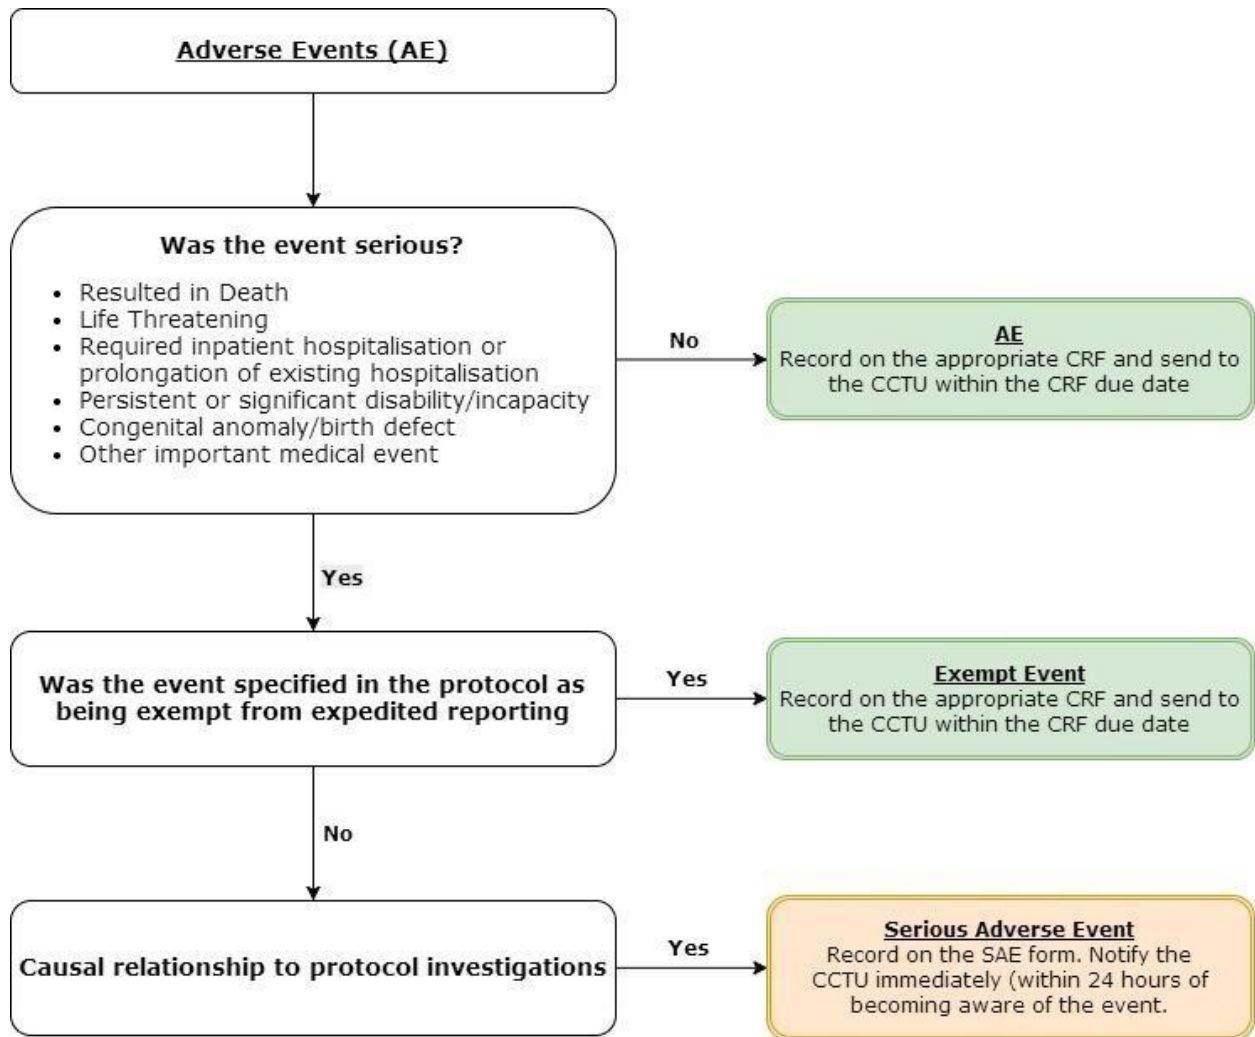 Adverse Events (AE)
Was the event serious?
• Resulted in Death
• Life Threatening
• Required inpatient hospitalisation or
prolongation of existing hospitalisation
• Persistent or significant disability/incapacity
• Congenital anomaly/birth defect
• Other important medical event
No
AE
Record on the appropriate CRF and send to
the CCTU within the CRF due date
Yes
Was the event specified in the protocol as
being exempt from expedited reporting
Yes
Exempt Event
Record on the appropriate CRF and send to
the CCTU within the CRF due date
No
Causal relationship to protocol investigations
Yes
Serious Adverse Event
Record on the SAE form. Notify the
CCTU immediately (within 24 hours of
becoming aware of the event.